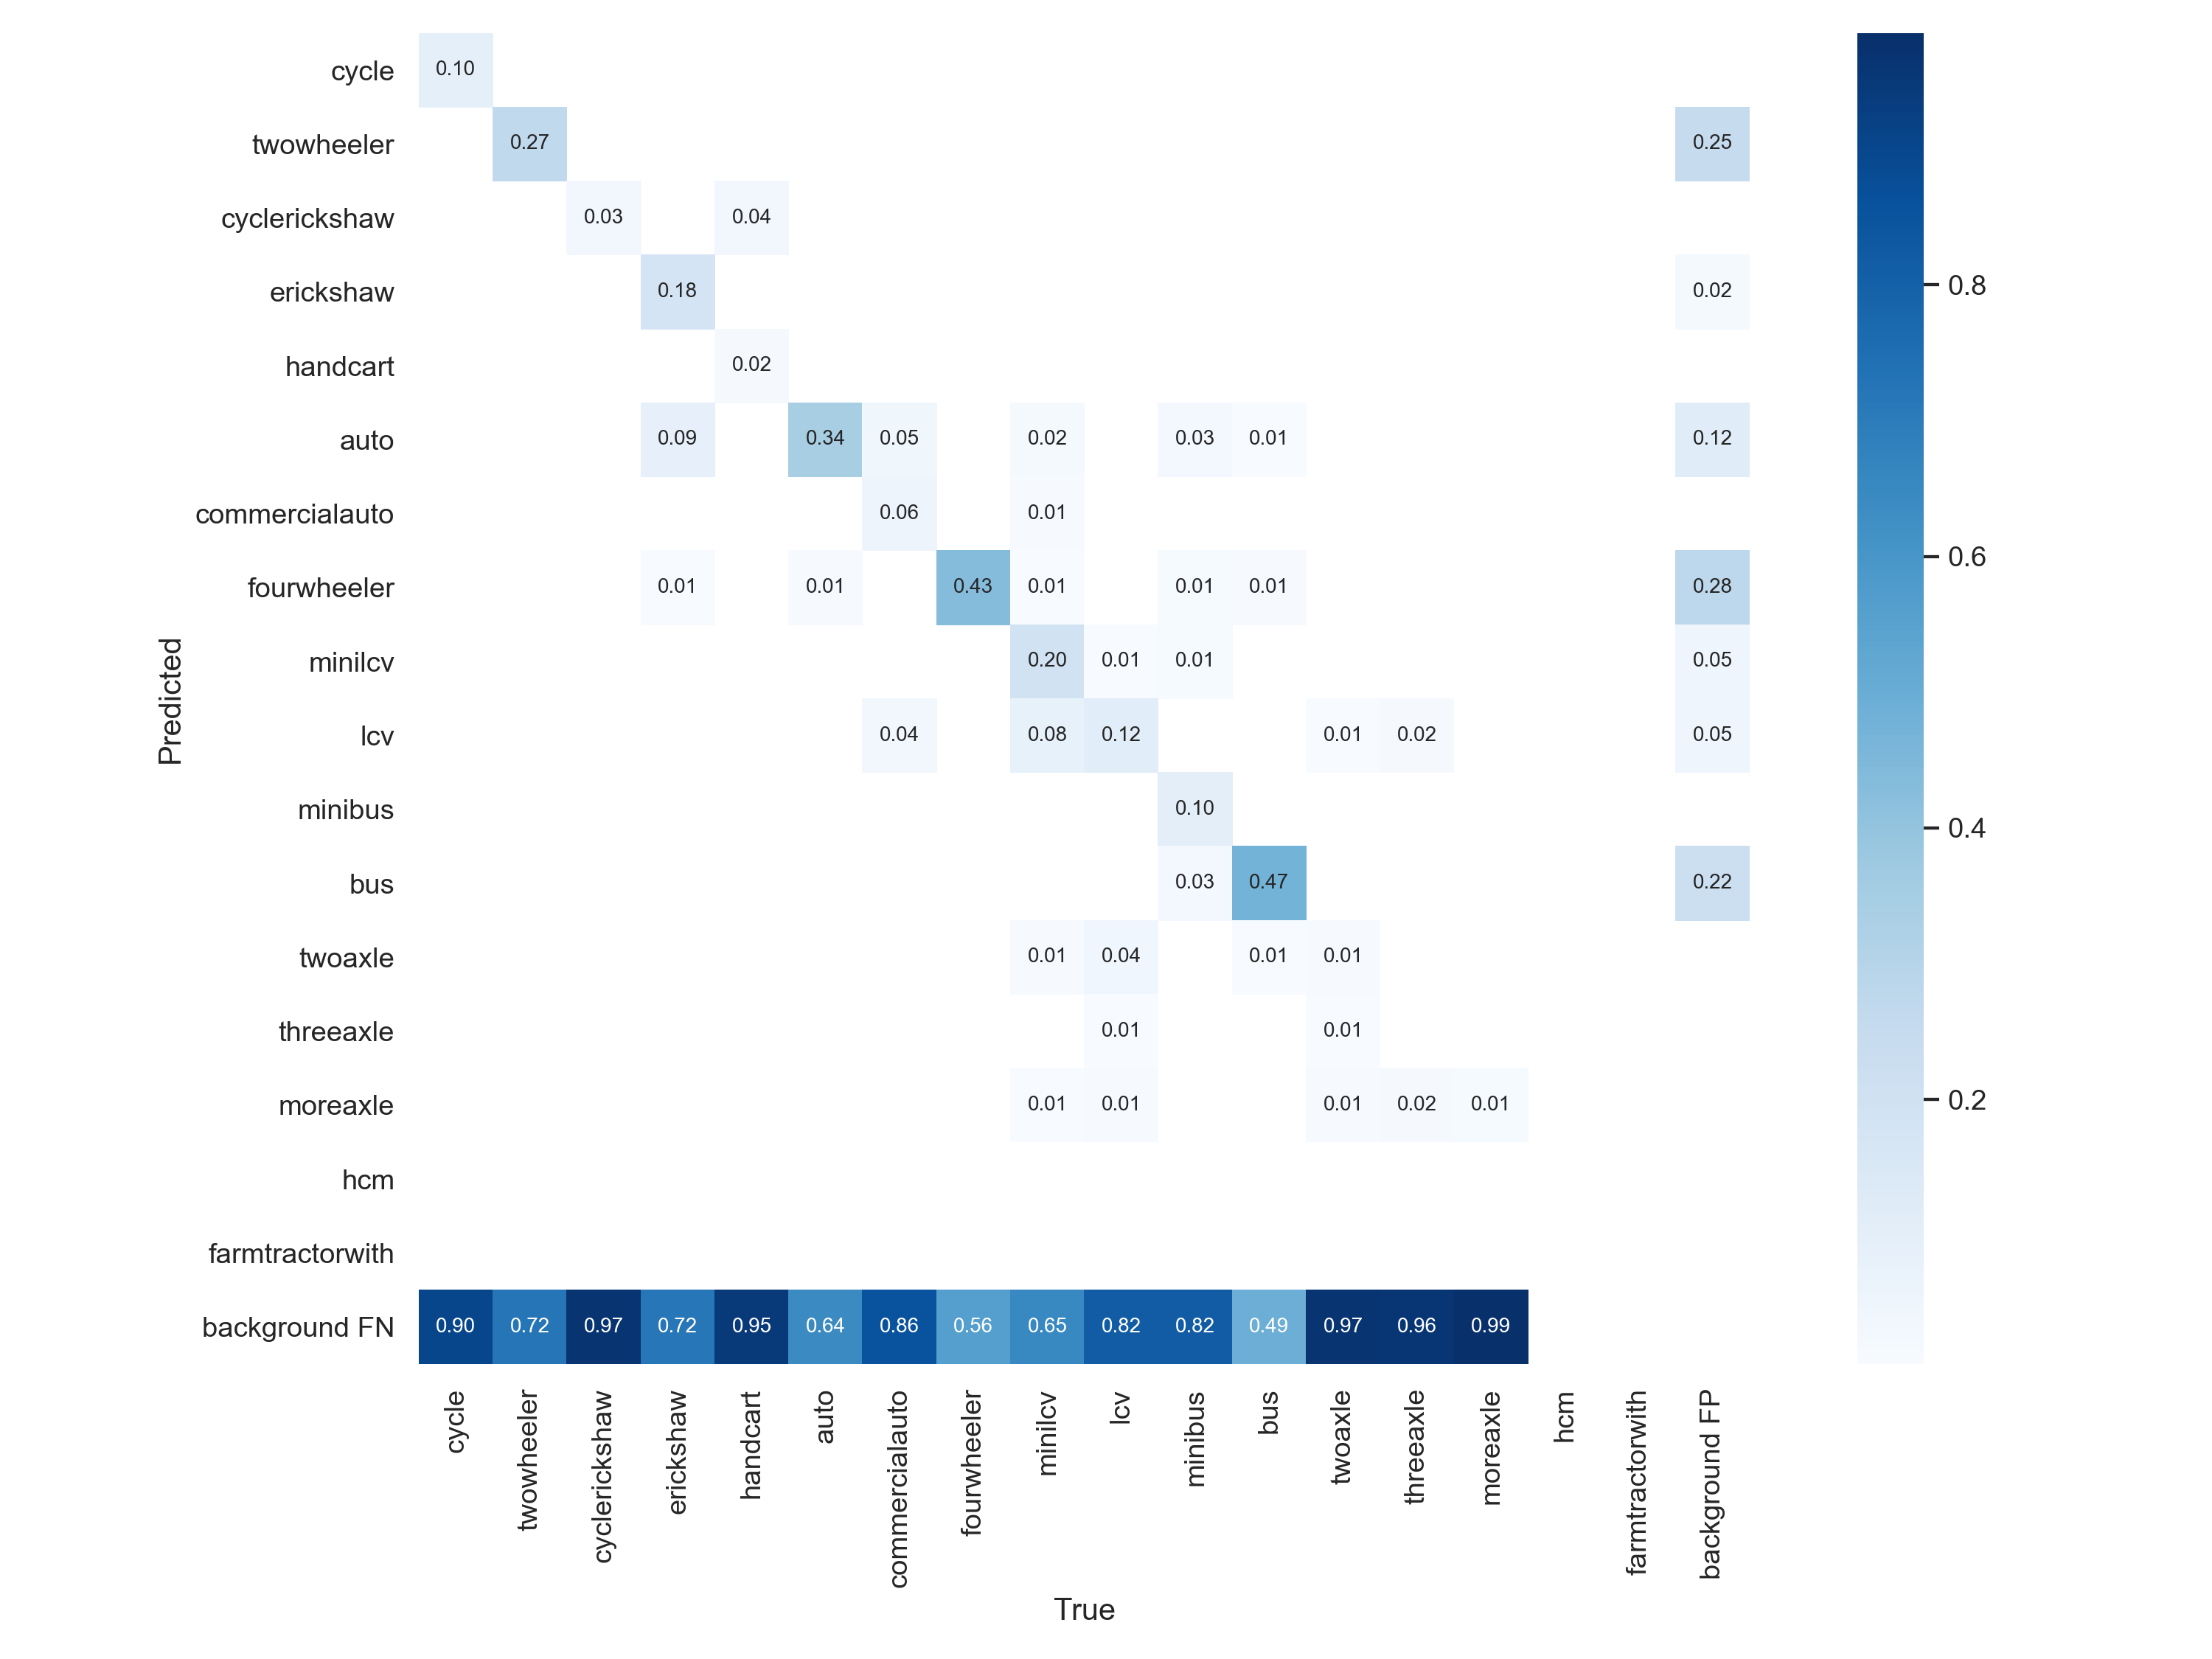 cycle 0.10
twowheeler 0.27 0.25
cyclerickshaw 0.03 0.04
erickshaw 0.18 0.02
handcart 0.02
auto 0.09 0.34 0.05 0.02 0.03 0.01 0.12
commercialauto 0.06 0.01
fourwheeler 0.01 0.01 0.43 0.01 0.01 0.01 0.28
minilcv 0.20 0.01 0.01 0.05
lcv 0.04 0.08 0.12 0.01 0.02 0.05
minibus 0.10
bus 0.03 0.47 0.22
twoaxle 0.01 0.04 0.01 0.01
threeaxle 0.01 0.01
moreaxle 0.01 0.01 0.01 0.02 0.01
hcm
farmtractorwith
background FN 0.90 0.72 0.97 0.72 0.95 0.64 0.86 0.56 0.65 0.82 0.82 0.49 0.97 0.96 0.99
Predicted
cycle
twowheeler
cyclerickshaw
erickshaw
handcart
auto
commercialauto
fourwheeler
minilcv
lcv
minibus
bus
twoaxle
threeaxle
moreaxle
hcm
farmtractorwith
background FP
True
0.8
0.6
0.4
0.2